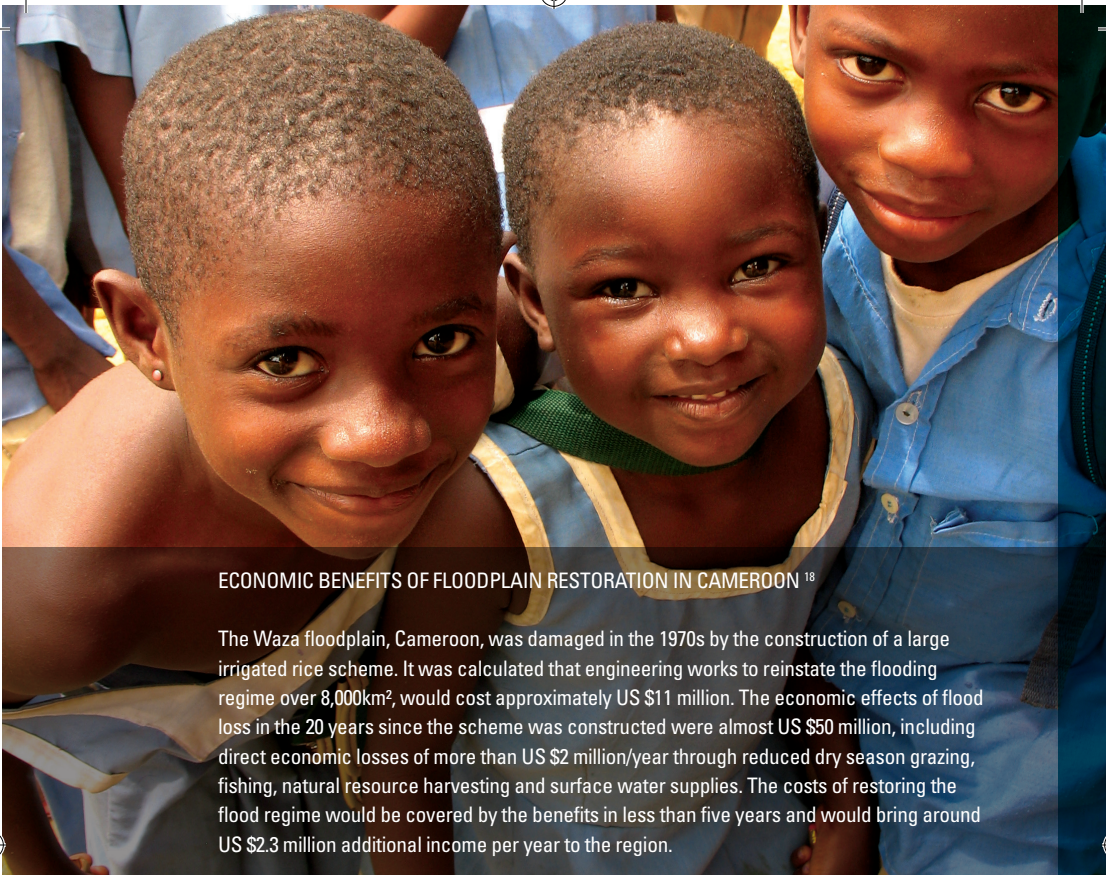 ECONOMIC BENEFITS OF FLOODPLAIN RESTORATION IN CAMEROON 18
The Waza floodplain, Cameroon, was damaged in the 1970s by the construction of a large
irrigated rice scheme. It was calculated that engineering works to reinstate the flooding
regime over 8,000km², would cost approximately US $11 million. The economic effects of flood
loss in the 20 years since the scheme was constructed were almost US $50 million, including
direct economic losses of more than US $2 million/year through reduced dry season grazing,
fishing, natural resource harvesting and surface water supplies. The costs of restoring the
flood regime would be covered by the benefits in less than five years and would bring around
US $2.3 million additional income per year to the region.